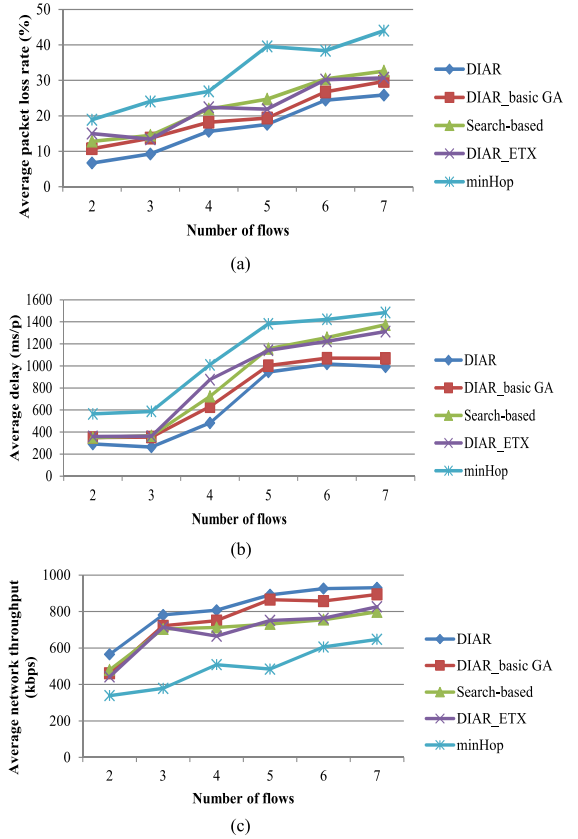 Average packet loss rate (%)
50
40
30
20
10
0
2 3 4 5 6 7
Number of flows
DIAR
DIAR_basic GA
Search-based
DIAR_ETX
minHop
(a)
Average delay (ms/p)
1600
1400
1200
1000
800
600
400
200
0
2 3 4 5 6 7
Number of flows
DIAR
DIAR_basic GA
Search-based
DIAR_ETX
minHop
(b)
Average network throughput
(kbps)
1000
800
600
400
200
0
2 3 4 5 6 7
Number of flows
DIAR
DIAR_basic GA
Search-based
DIAR_ETX
minHop
(c)